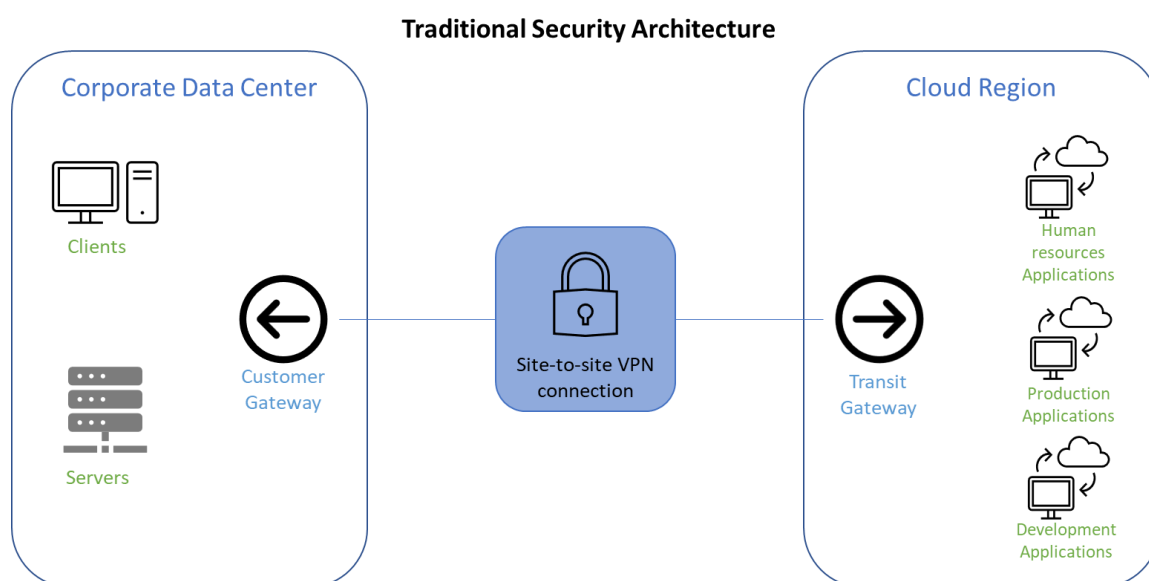 Traditional Security Architecture
Corporate Data Center
Clients
Servers
Customer
Gateway
Site-to-site VPN
connection
Cloud Region
Transit
Gateway
Human
resources
Applications
Production
Applications
Development
Applications